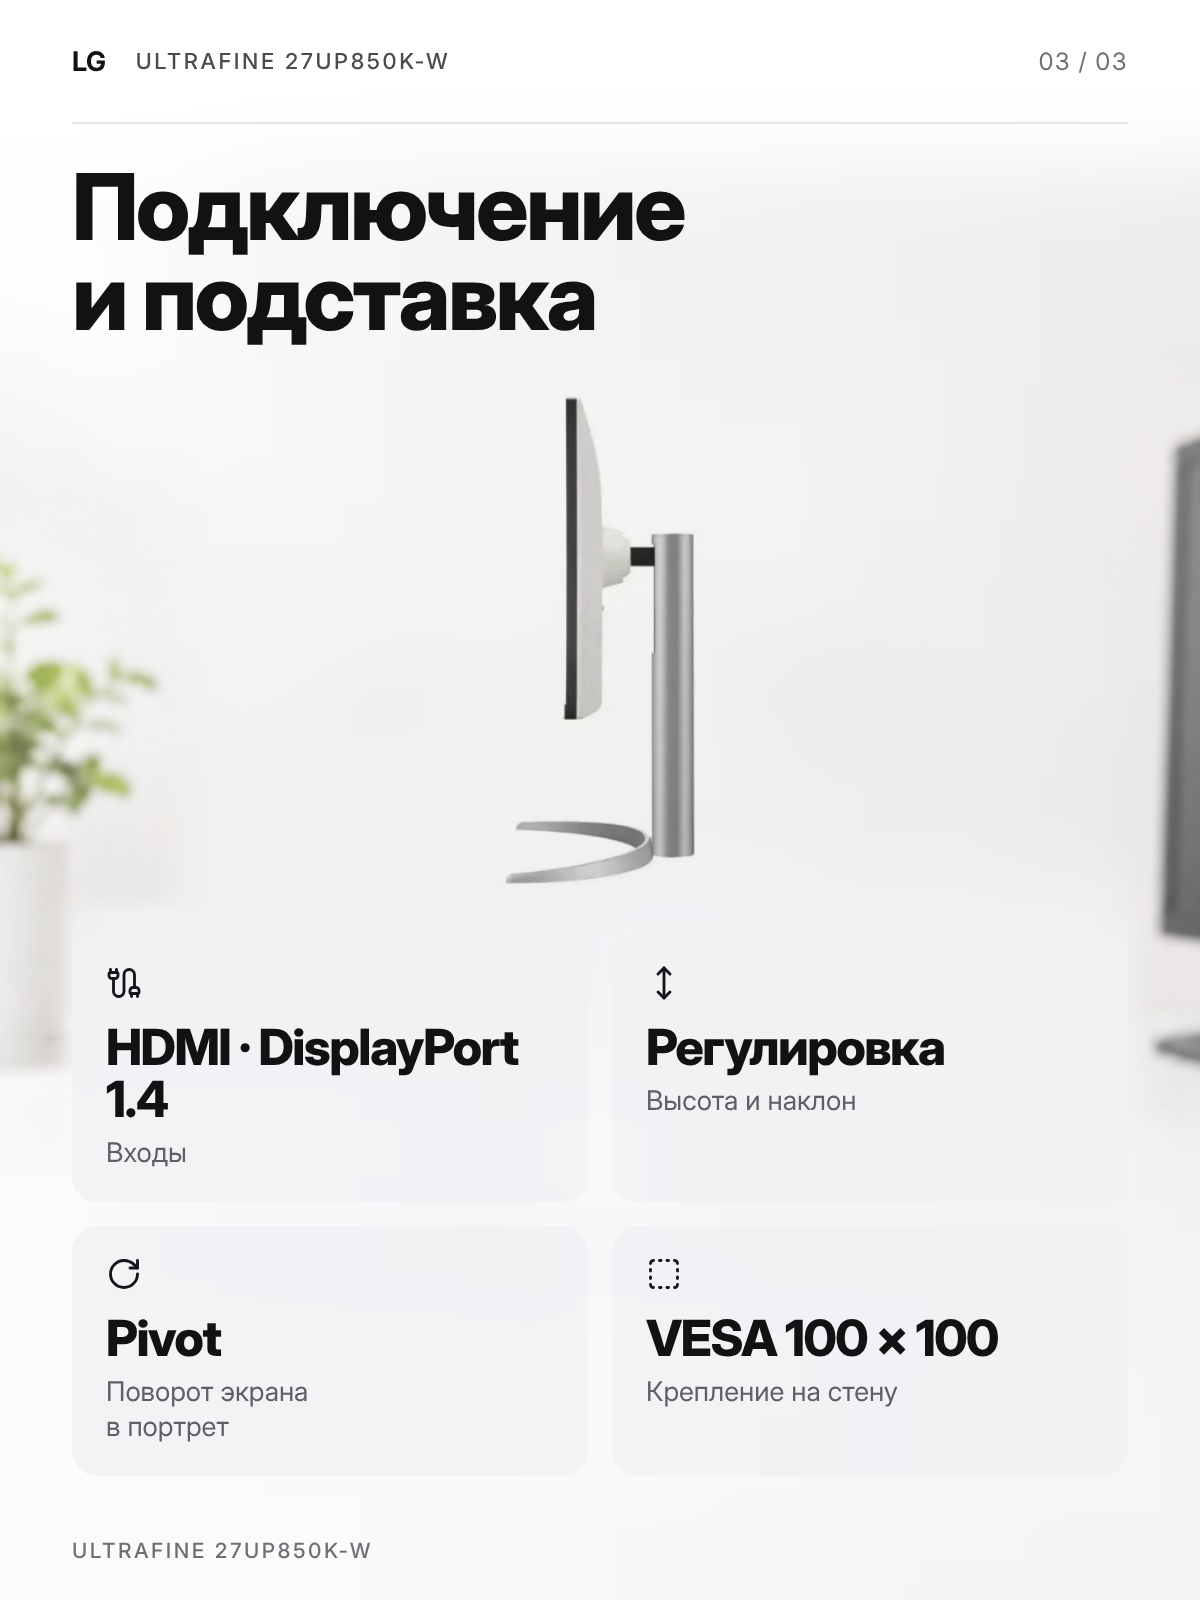 LG ULTRAFINE 27UP850K-W 03 / 03
Подключение
и подставка
HDMI · DisplayPort
1.4
Входы
Регулировка
Высота и наклон
Pivot
Поворот экрана
в портрет
VESA 100 × 100
Крепление на стену
ULTRAFINE 27UP850K-W